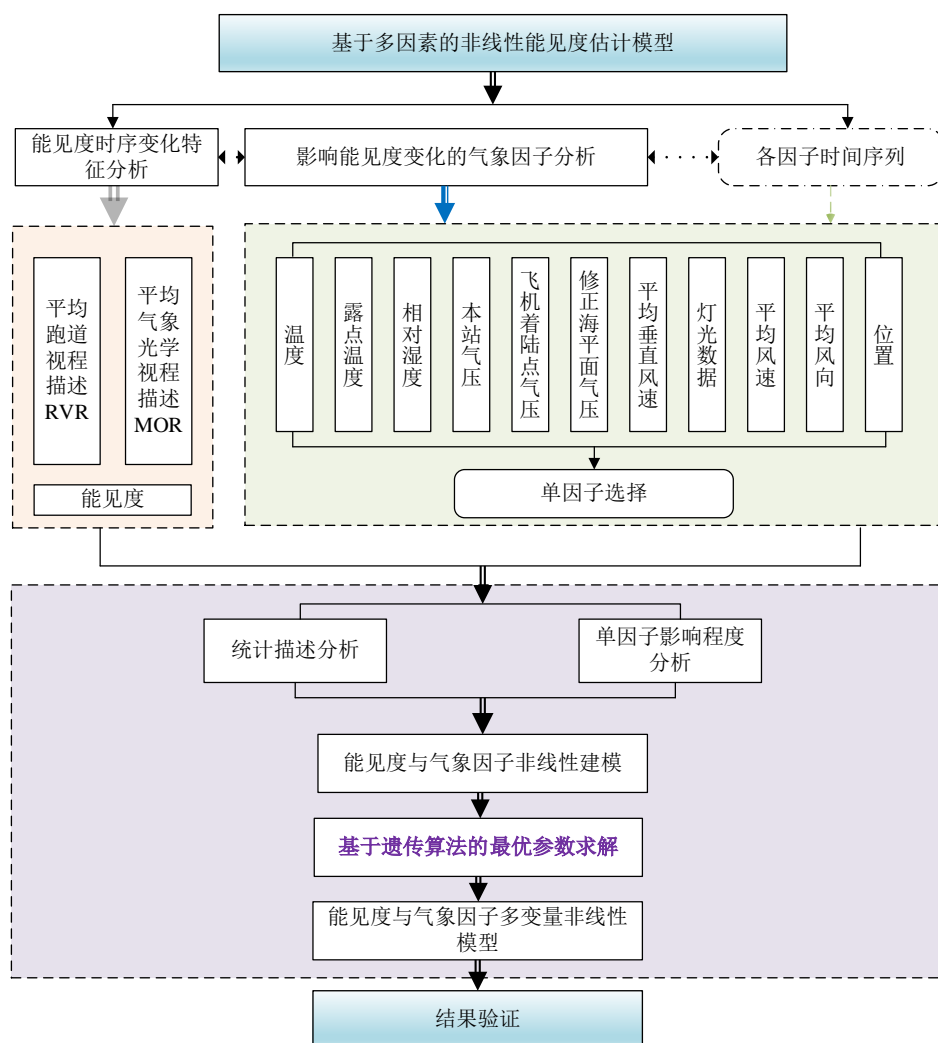 基于多因素的非线性能见度估计模型
能见度时序变化特
征分析
影响能见度变化的气象因子分析
各因子时间序列
平均
跑道
视程
描述
RVR
平均
气象
光学
视程
描述
MOR
能见度
温度
露点温度
相对湿度
本站气压
飞机着陆点气压
修正海平面气压
平均垂直风速
灯光数据
平均风速
平均风向
位置
单因子选择
统计描述分析
单因子影响程度
分析
能见度与气象因子非线性建模
基于遗传算法的最优参数求解
能见度与气象因子多变量非线性
模型
结果验证